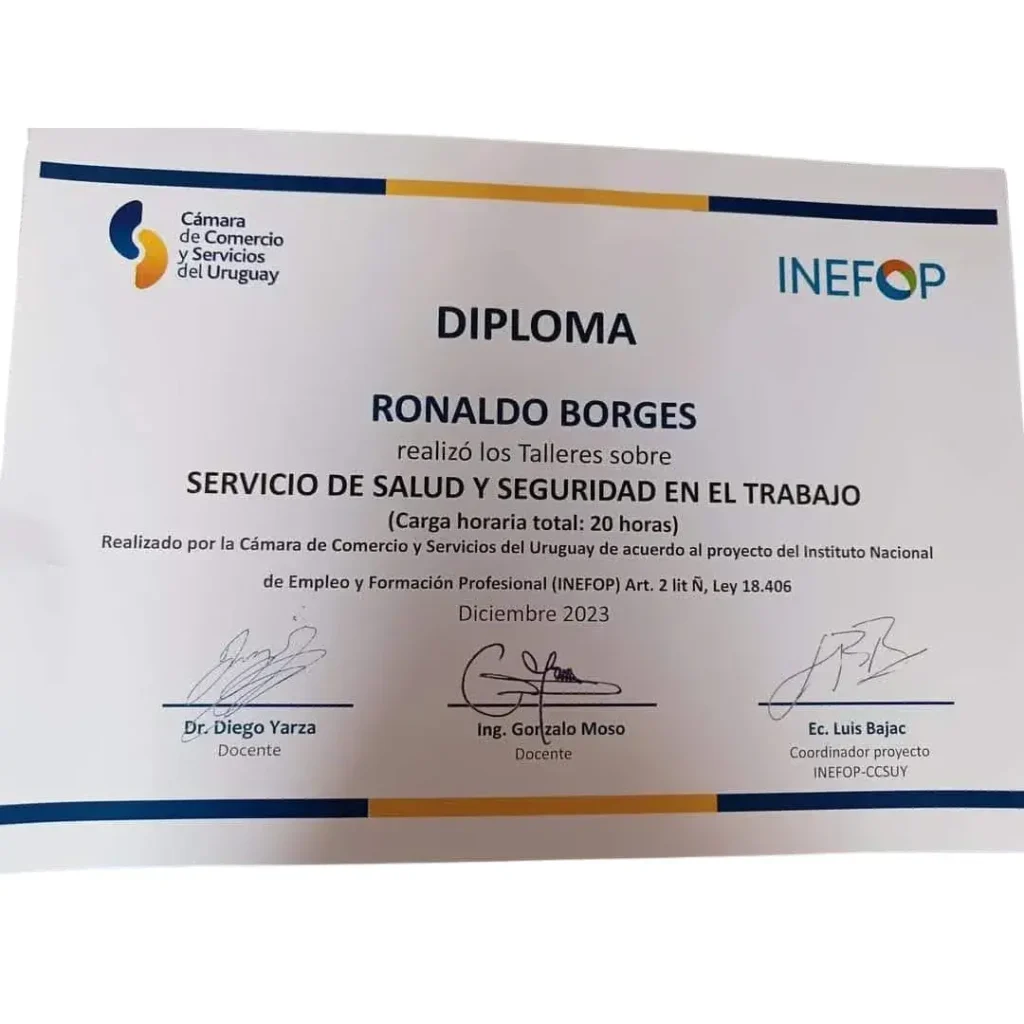 Cámara
de Comercio
y Servicios
del Uruguay
INEFOP
DIPLOMA
RONALDO BORGES
realizó los Talleres sobre
SERVICIO DE SALUD Y SEGURIDAD EN EL TRABAJO
(Carga horaria total: 20 horas)
Realizado por la Cámara de Comercio y Servicios del Uruguay de acuerdo al proyecto del Instituto Nacional
de Empleo y Formación Profesional (INEFOP) Art. 2 lit Ñ, Ley 18.406
Diciembre 2023
Dr. Diego Yarza
Docente
Ing. Gonzalo Moso
Docente
Ec. Luis Bajac
Coordinador proyecto
INEFOP-CCSUY